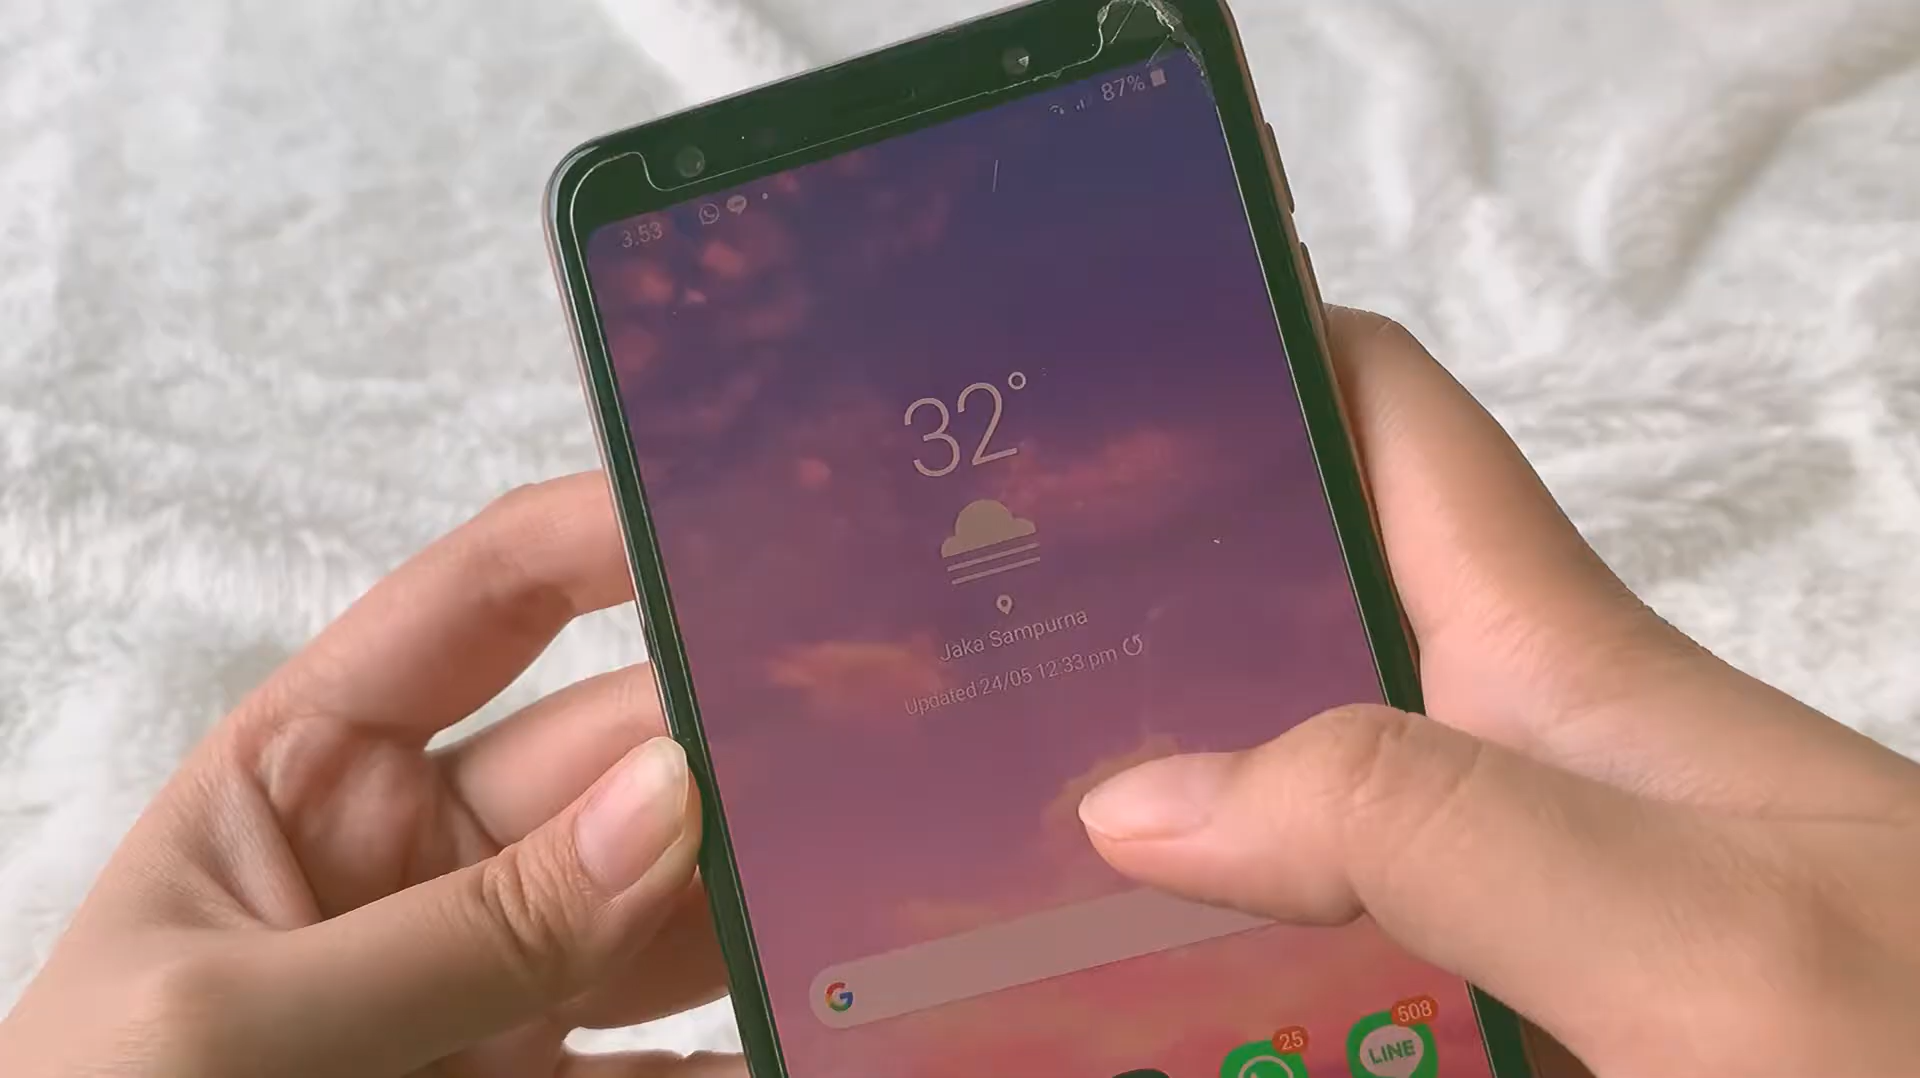 87%
3.53
32°
Jaka Sampurna
Updated 24/05 12:33 pm
G
25
508
LINE